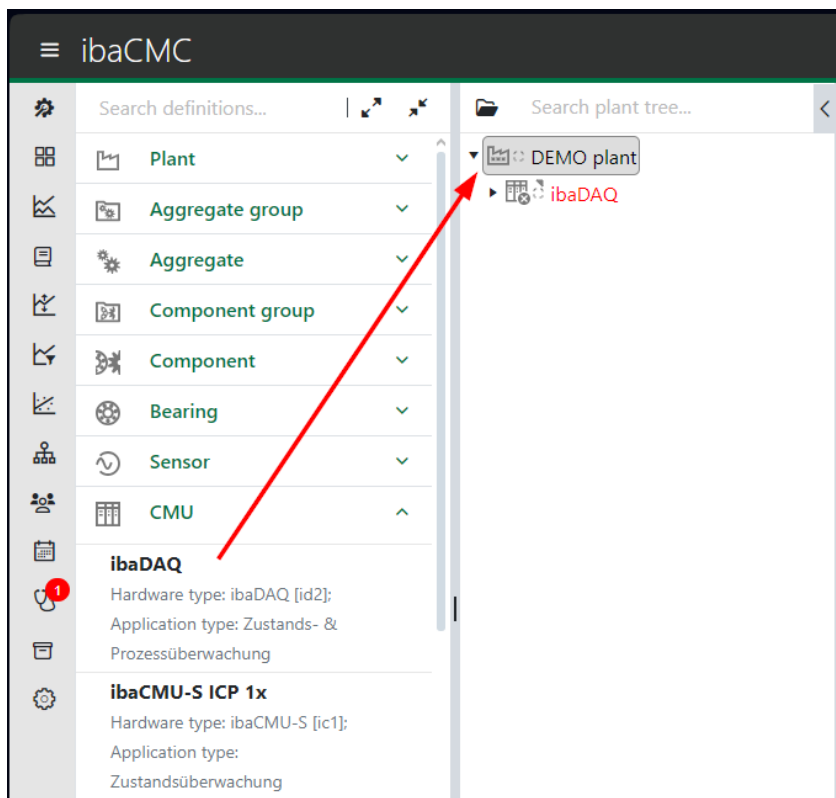 ibaCMC
Search definitions...
Search plant tree...
Plant
DEMO plant
ibaDAQ
Aggregate group
Aggregate
Component group
Component
Bearing
Sensor
CMU
ibaDAQ
Hardware type: ibaDAQ [id2];
Application type: Zustands- &
Prozessüberwachung
1
ibaCMU-S ICP 1x
Hardware type: ibaCMU-S [ic1];
Application type:
Zustandsüberwachung